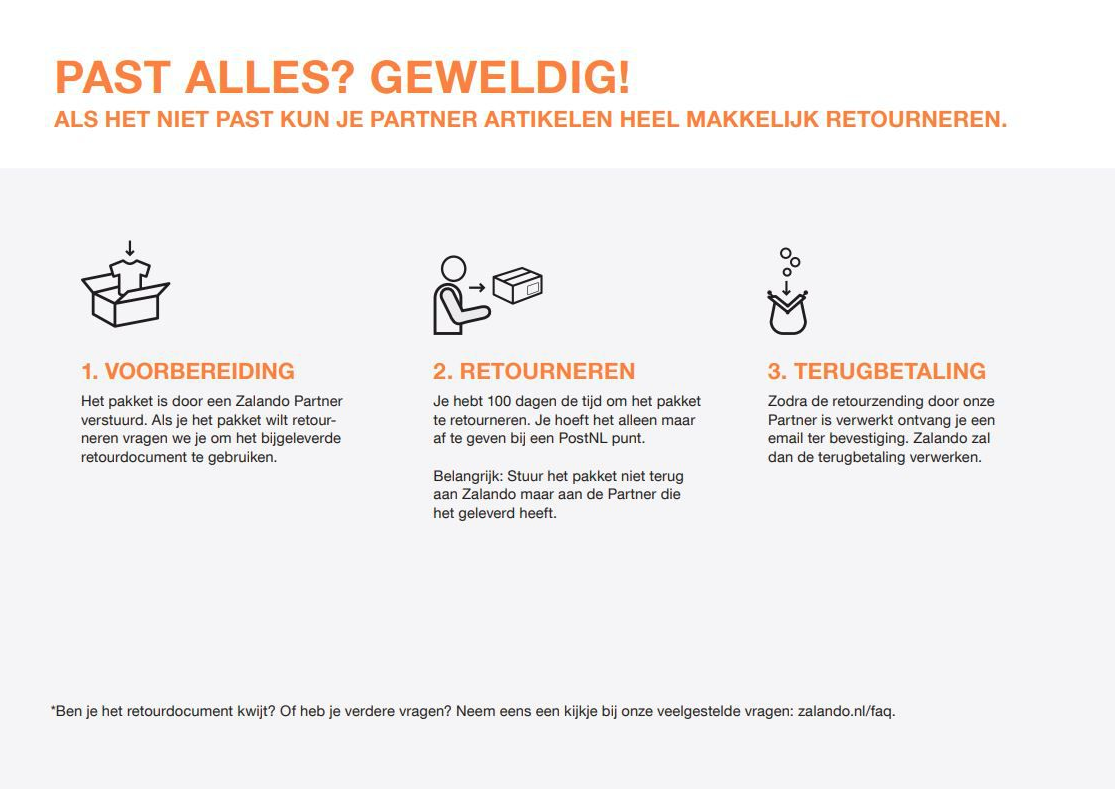 PAST ALLES? GEWELDIG!
ALS HET NIET PAST KUN JE PARTNER ARTIKELEN HEEL MAKKELIJK RETOURNEREN.
1. VOORBEREIDING
Het pakket is door een Zalando Partner
verstuurd. Als je het pakket wilt retour-
neren vragen we je om het bijgeleverde
retourdocument te gebruiken.
2. RETOURNEREN
Je hebt 100 dagen de tijd om het pakket
te retourneren. Je hoeft het alleen maar
af te geven bij een PostNL punt.
Belangrijk: Stuur het pakket niet terug
aan Zalando maar aan de Partner die
het geleverd heeft.
3. TERUGBETALING
Zodra de retourzending door onze
Partner is verwerkt ontvang je een
email ter bevestiging. Zalando zal
dan de terugbetaling verwerken.
*Ben je het retourdocument kwijt? Of heb je verdere vragen? Neem eens een kijkje bij onze veelgestelde vragen: zalando.nl/faq.